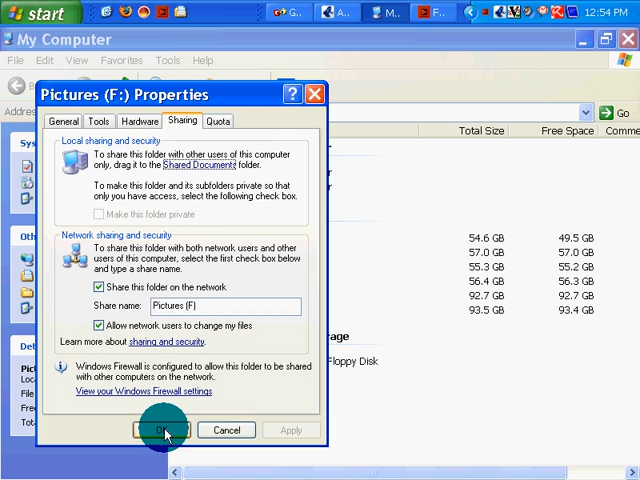 start
G..
A...
M...
F...
12:54 PM
My Computer
File Edit View Favorites Tools Help
Go
Total Size Free Space
Pictures (F:) Properties
General Tools Hardware Sharing Quota
Local sharing and security
To share this folder with other users of this computer
only, drag it to the Shared Documents folder.
To make this folder and its subfolders private so that
only you have access, select the following check box.
Make this folder private
Network sharing and security
To share this folder with both network users and other
users of this computer, select the first check box below
and type a share name.
Share this folder on the network
Share name: Pictures (F)
Allow network users to change my files
Learn more about sharing and security.
Windows Firewall is configured to allow this folder to be shared
with other computers on the network.
View your Windows Firewall settings
OK Cancel Apply
54.6 GB 49.5 GB
57.0 GB 57.0 GB
55.3 GB 55.2 GB
56.4 GB 56.3 GB
92.7 GB 92.7 GB
93.5 GB 93.4 GB
Floppy Disk